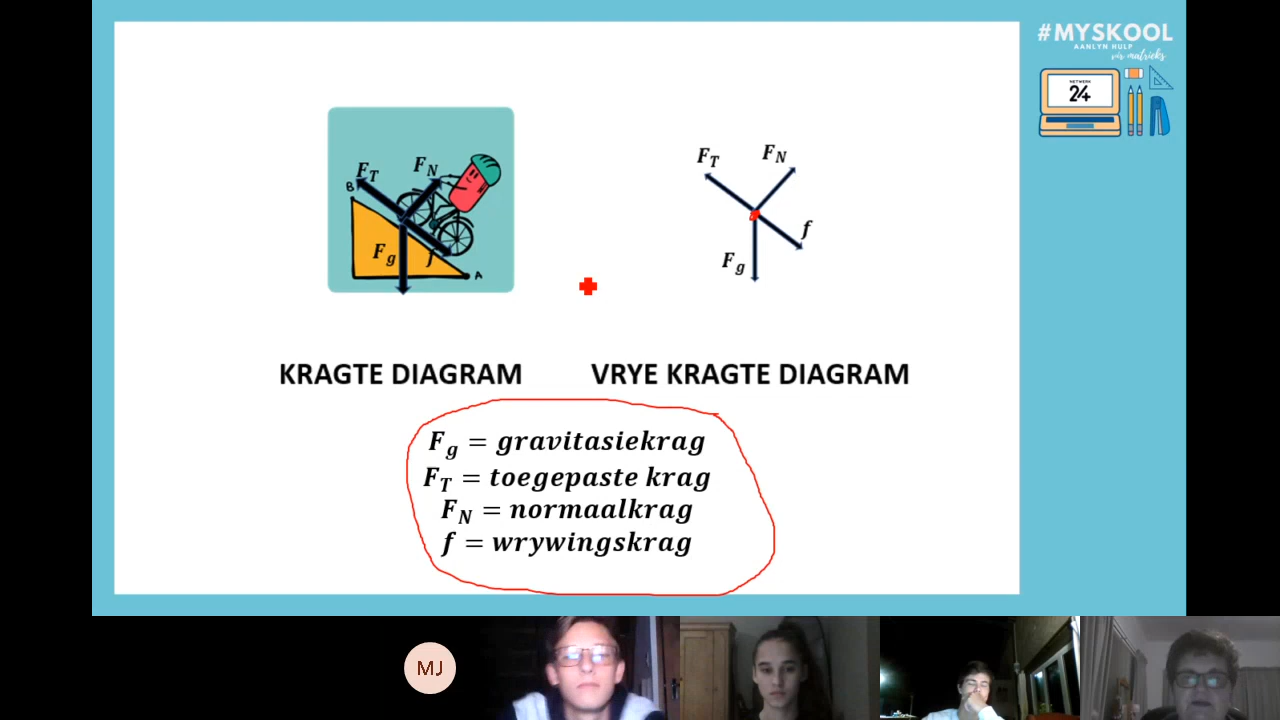 #MYSKOOL
AANLYN HULP
vir matrieks
NETWERK
24
F_T
F_N
B
F_g
f
A
F_T
F_N
f
F_g
KRAGTE DIAGRAM
VRYE KRAGTE DIAGRAM
F_g = gravitasiekrag
F_T = toegepaste krag
F_N = normaalkrag
f = wrywingskrag
MJ